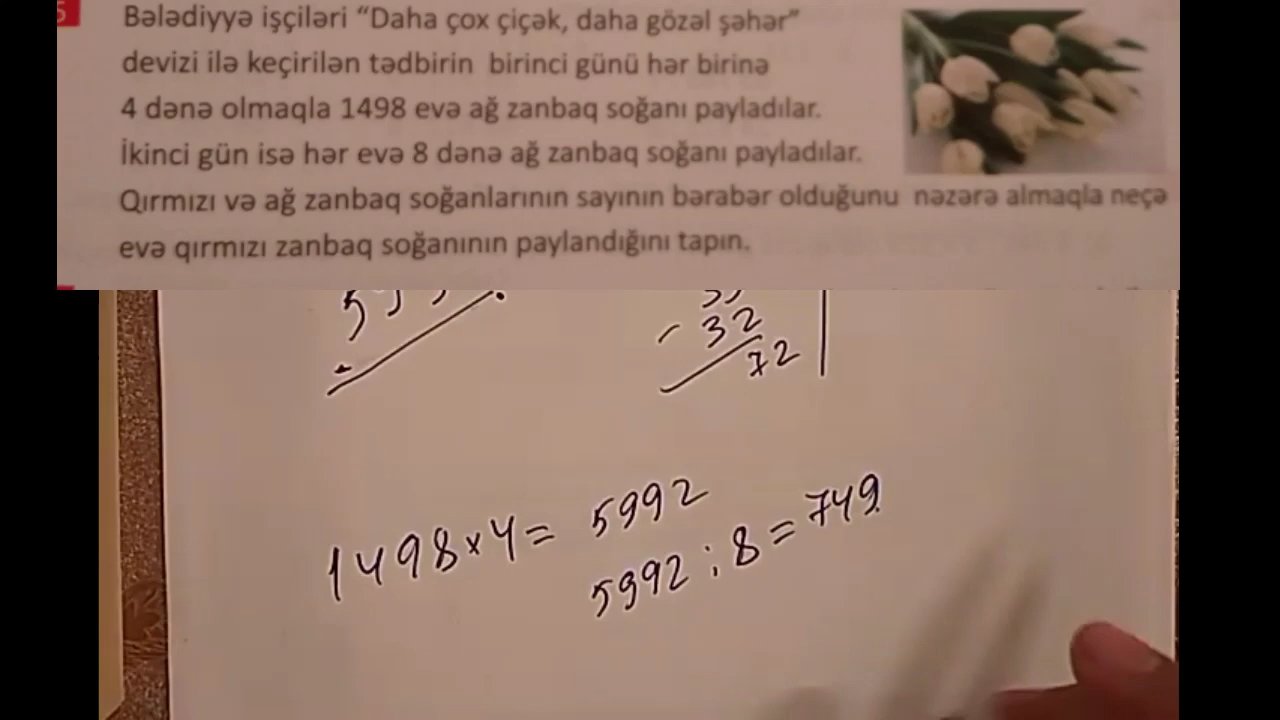 5
Bələdiyyə işçiləri “Daha çox çiçək, daha gözəl şəhər”
devizi ilə keçirilən tədbirin birinci günü hər birinə
4 dənə olmaqla 1498 evə ağ zanbaq soğanı payladılar.
İkinci gün isə hər evə 8 dənə ağ zanbaq soğanı payladılar.
Qırmızı və ağ zanbaq soğanlarının sayının bərabər olduğunu nəzərə almaqla neçə
evə qırmızı zanbaq soğanının paylandığını tapın.
- 32
72
1498 × 4 = 5992
5992 : 8 = 749.